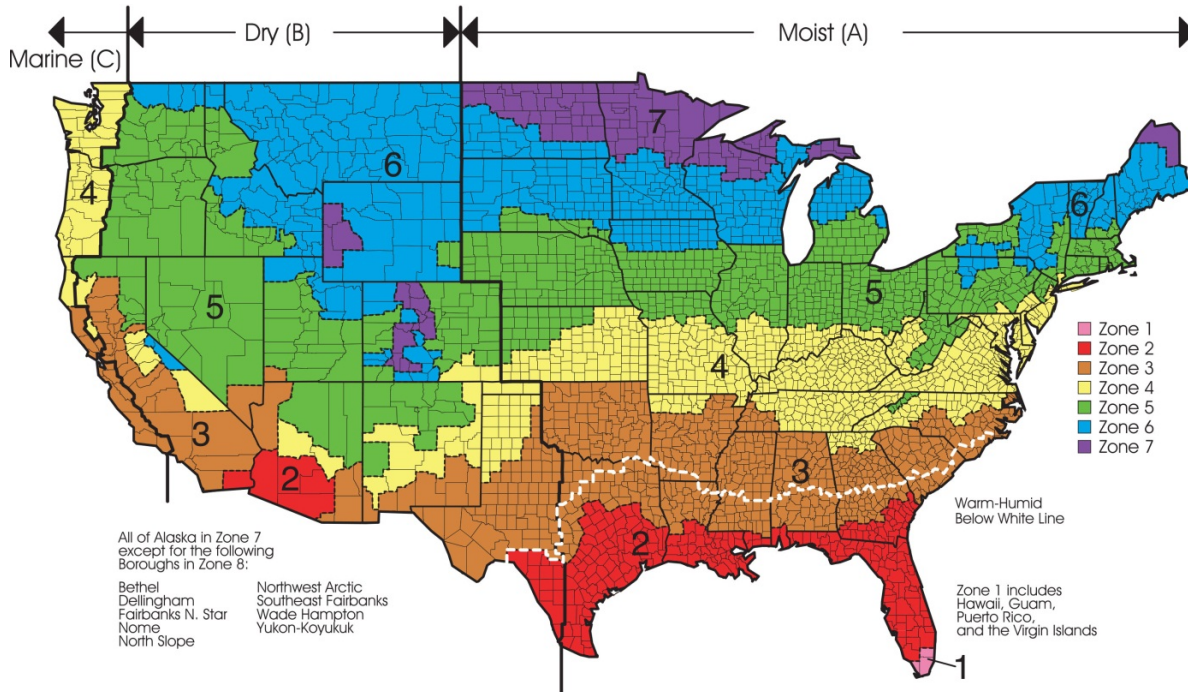 Marine (C)
Dry (B)
Moist (A)
7
6
4
6
5
5
4
3
2
3
2
1
Zone 1
Zone 2
Zone 3
Zone 4
Zone 5
Zone 6
Zone 7
Warm-Humid
Below White Line
All of Alaska in Zone 7
except for the following
Boroughs in Zone 8:
Bethel
Dellingham
Fairbanks N. Star
Nome
North Slope
Northwest Arctic
Southeast Fairbanks
Wade Hampton
Yukon-Koyukuk
Zone 1 includes
Hawaii, Guam,
Puerto Rico,
and the Virgin Islands